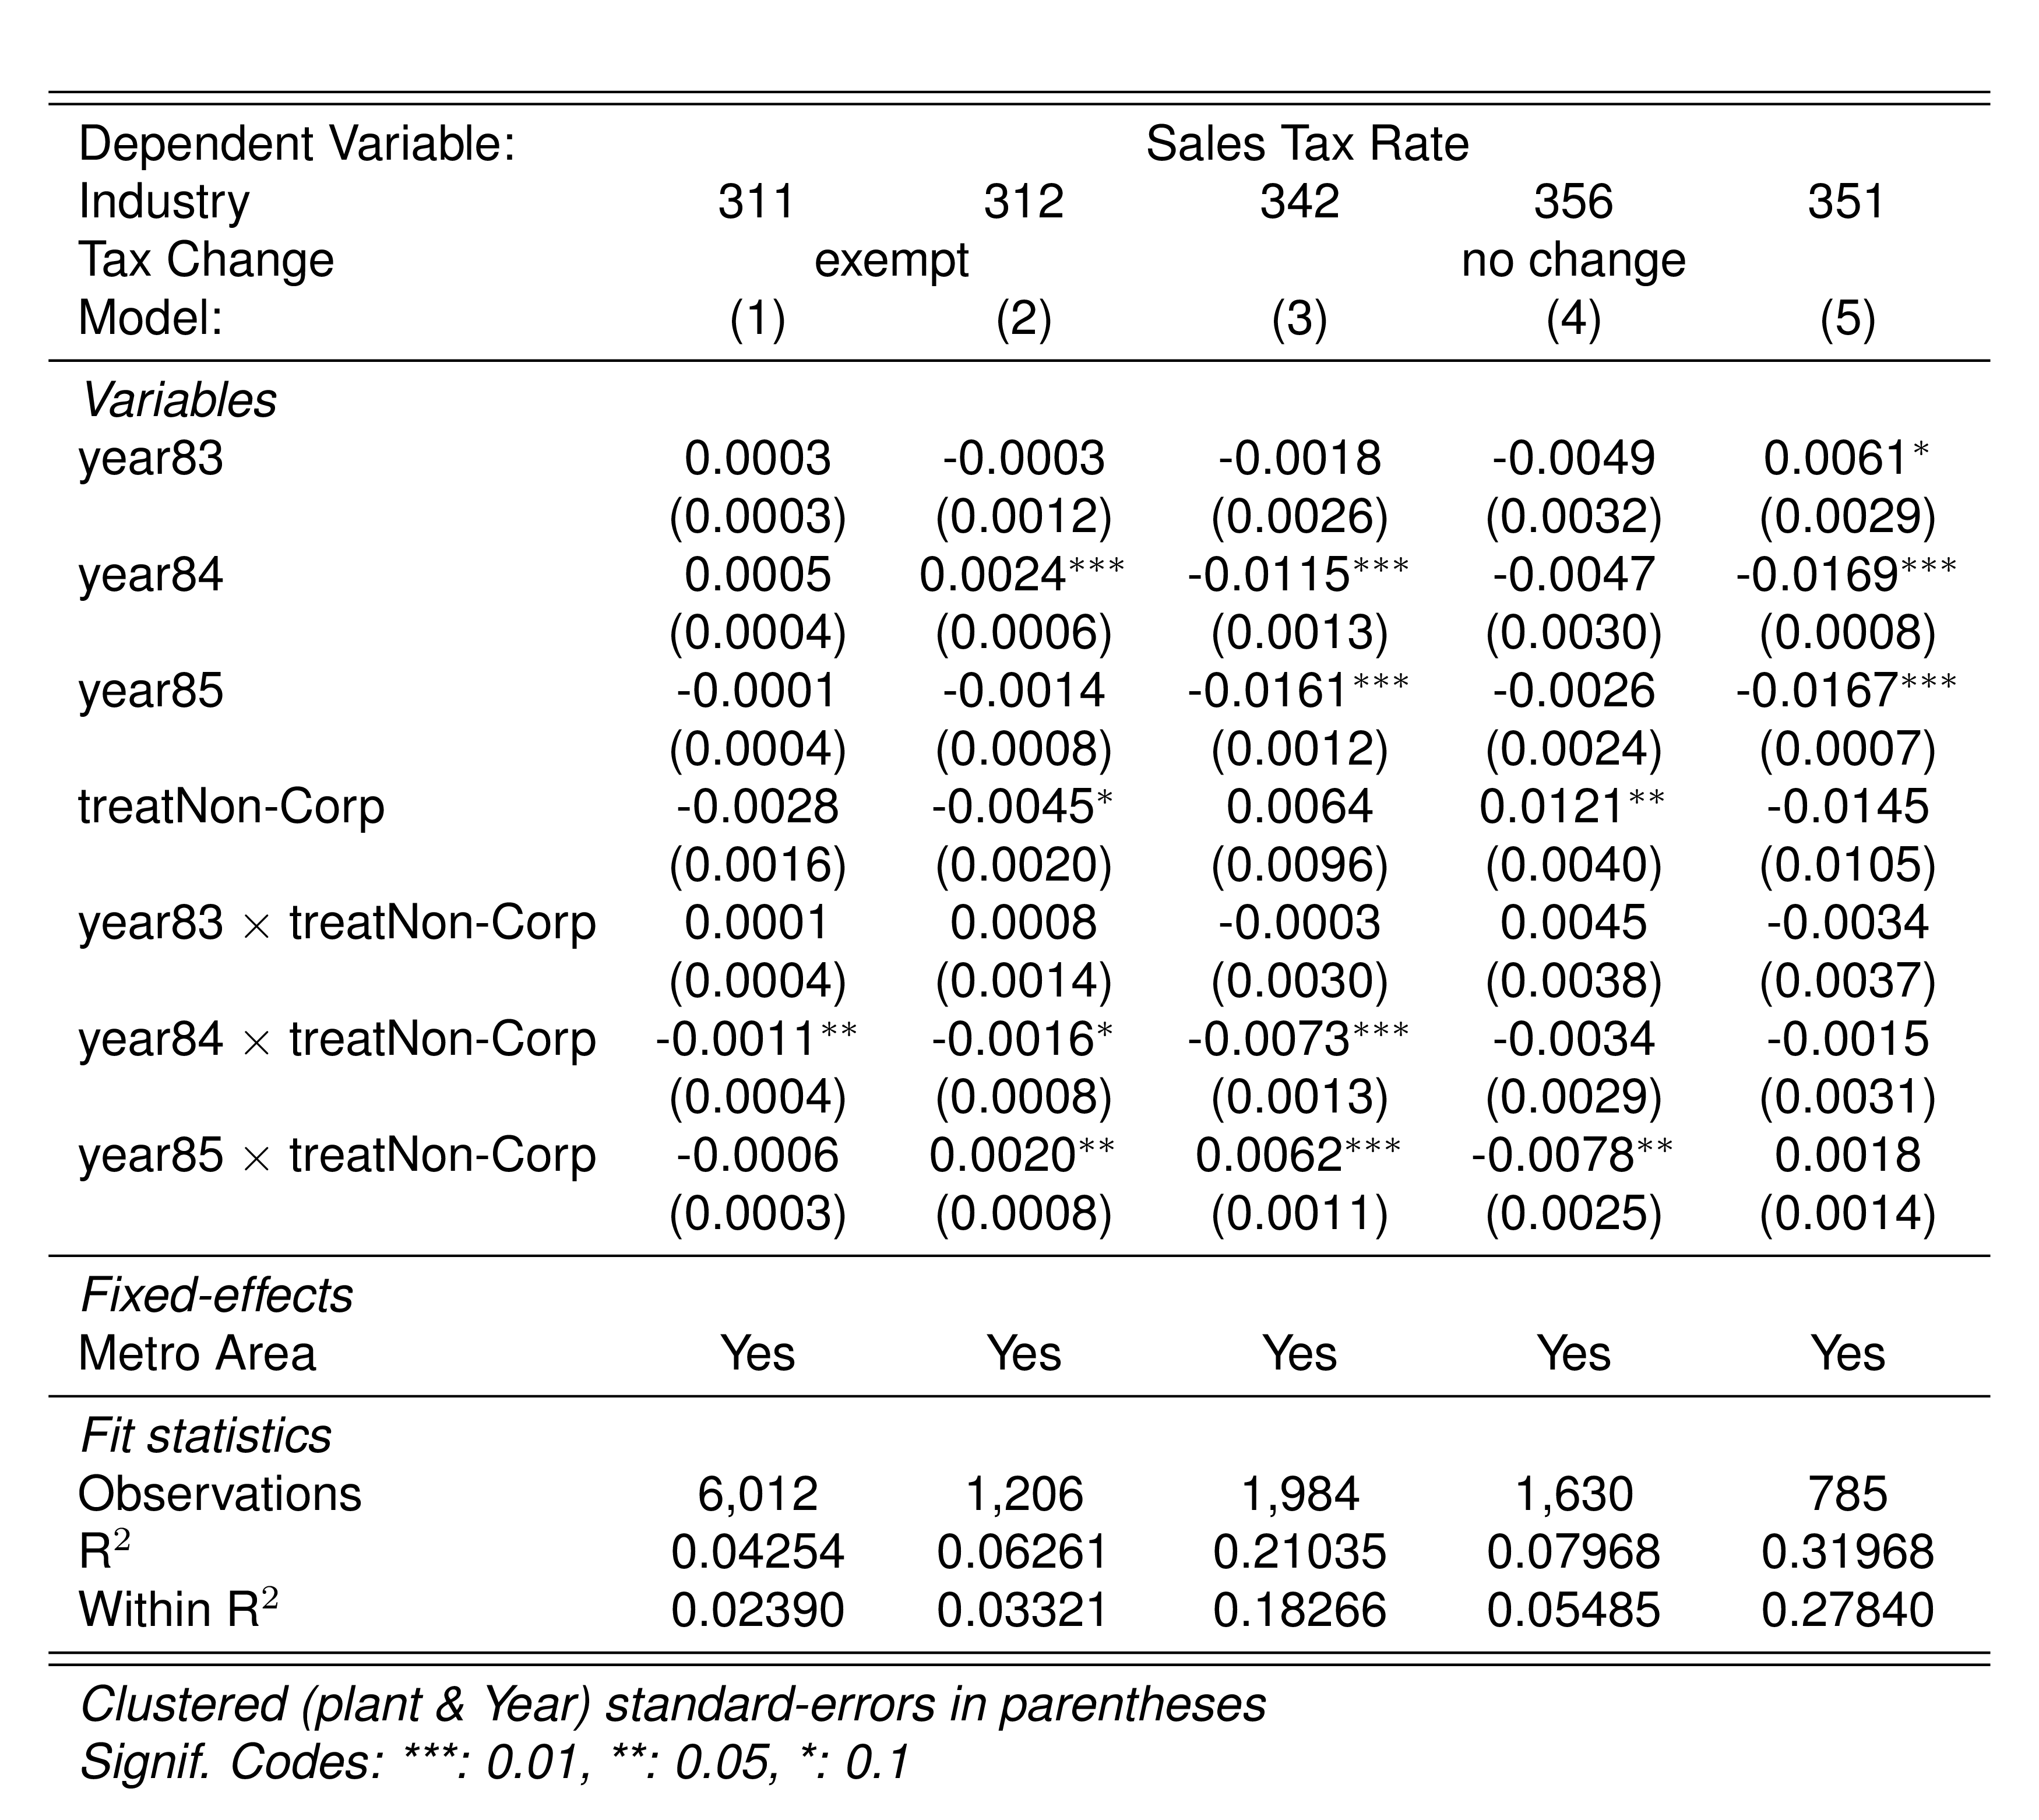 Dependent Variable: Sales Tax Rate
Industry 311 312 342 356 351
Tax Change exempt no change
Model: (1) (2) (3) (4) (5)
Variables
year83 0.0003 -0.0003 -0.0018 -0.0049 0.0061*
(0.0003) (0.0012) (0.0026) (0.0032) (0.0029)
year84 0.0005 0.0024*** -0.0115*** -0.0047 -0.0169***
(0.0004) (0.0006) (0.0013) (0.0030) (0.0008)
year85 -0.0001 -0.0014 -0.0161*** -0.0026 -0.0167***
(0.0004) (0.0008) (0.0012) (0.0024) (0.0007)
treatNon-Corp -0.0028 -0.0045* 0.0064 0.0121** -0.0145
(0.0016) (0.0020) (0.0096) (0.0040) (0.0105)
year83 × treatNon-Corp 0.0001 0.0008 -0.0003 0.0045 -0.0034
(0.0004) (0.0014) (0.0030) (0.0038) (0.0037)
year84 × treatNon-Corp -0.0011** -0.0016* -0.0073*** -0.0034 -0.0015
(0.0004) (0.0008) (0.0013) (0.0029) (0.0031)
year85 × treatNon-Corp -0.0006 0.0020** 0.0062*** -0.0078** 0.0018
(0.0003) (0.0008) (0.0011) (0.0025) (0.0014)
Fixed-effects
Metro Area Yes Yes Yes Yes Yes
Fit statistics
Observations 6,012 1,206 1,984 1,630 785
R² 0.04254 0.06261 0.21035 0.07968 0.31968
Within R² 0.02390 0.03321 0.18266 0.05485 0.27840
Clustered (plant & Year) standard-errors in parentheses
Signif. Codes: ***: 0.01, **: 0.05, *: 0.1